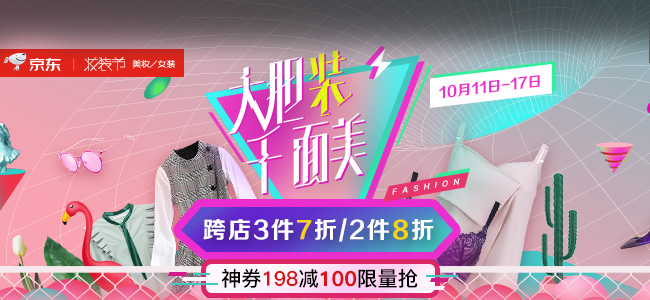 京东 妆装节 美妆/女装
大胆装
千面美
10月11日-17日
FASHION
跨店3件7折/2件8折
神券198减100限量抢